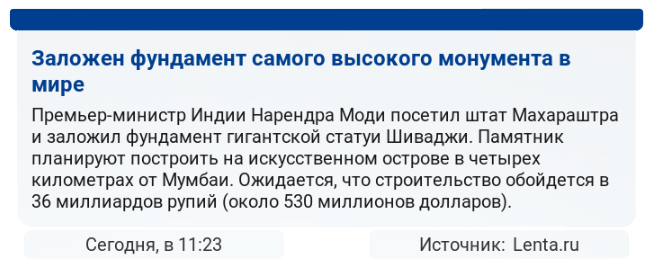 Заложен фундамент самого высокого монумента в
мире
Премьер-министр Индии Нарендра Моди посетил штат Махараштра
и заложил фундамент гигантской статуи Шиваджи. Памятник
планируют построить на искусственном острове в четырех
километрах от Мумбаи. Ожидается, что строительство обойдется в
36 миллиардов рупий (около 530 миллионов долларов).
Сегодня, в 11:23
Источник: Lenta.ru